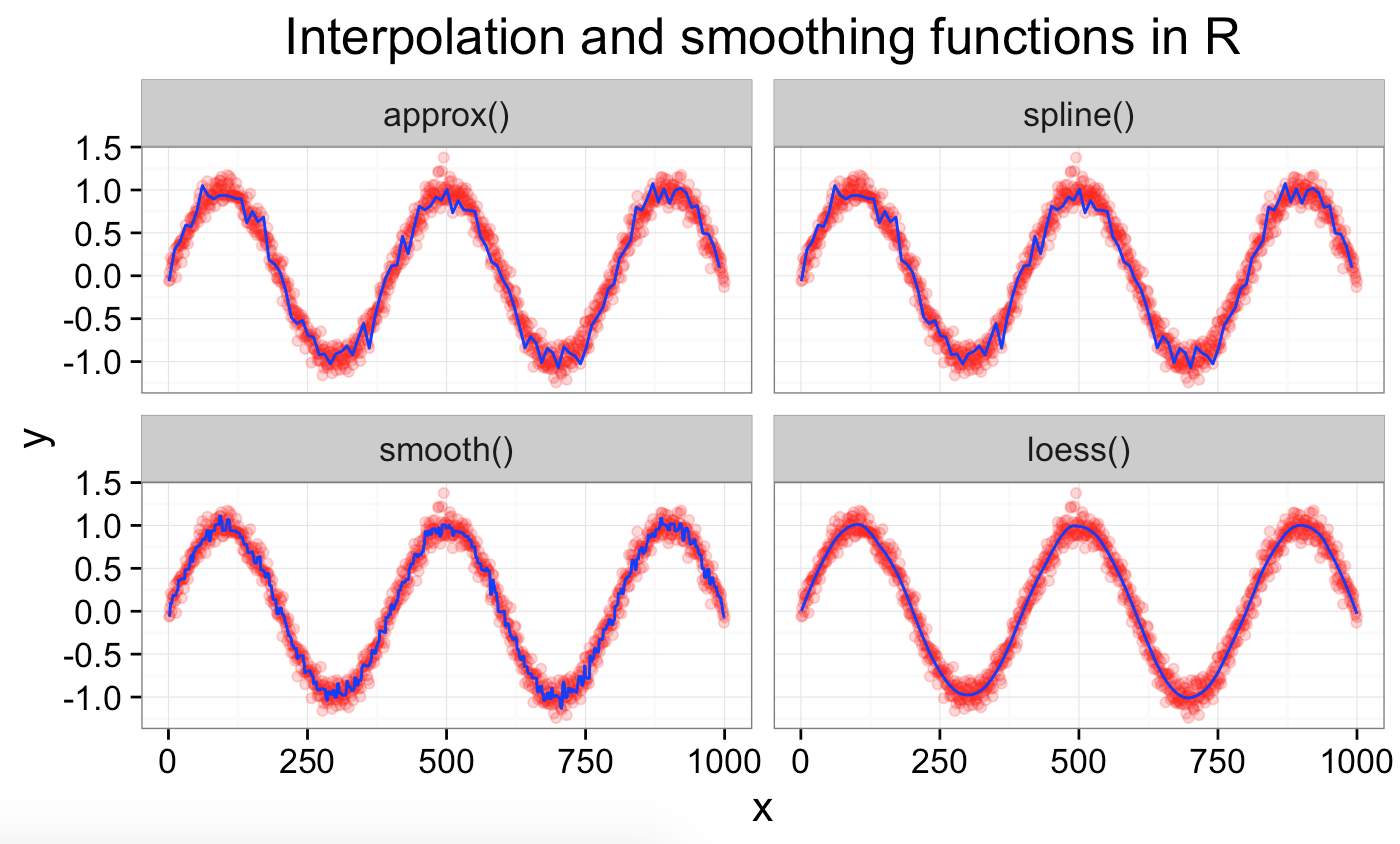 Interpolation and smoothing functions in R
approx() spline()
1.5
1.0
0.5
0.0
-0.5
-1.0
y
smooth() loess()
1.5
1.0
0.5
0.0
-0.5
-1.0
0 250 500 750 1000 0 250 500 750 1000
x